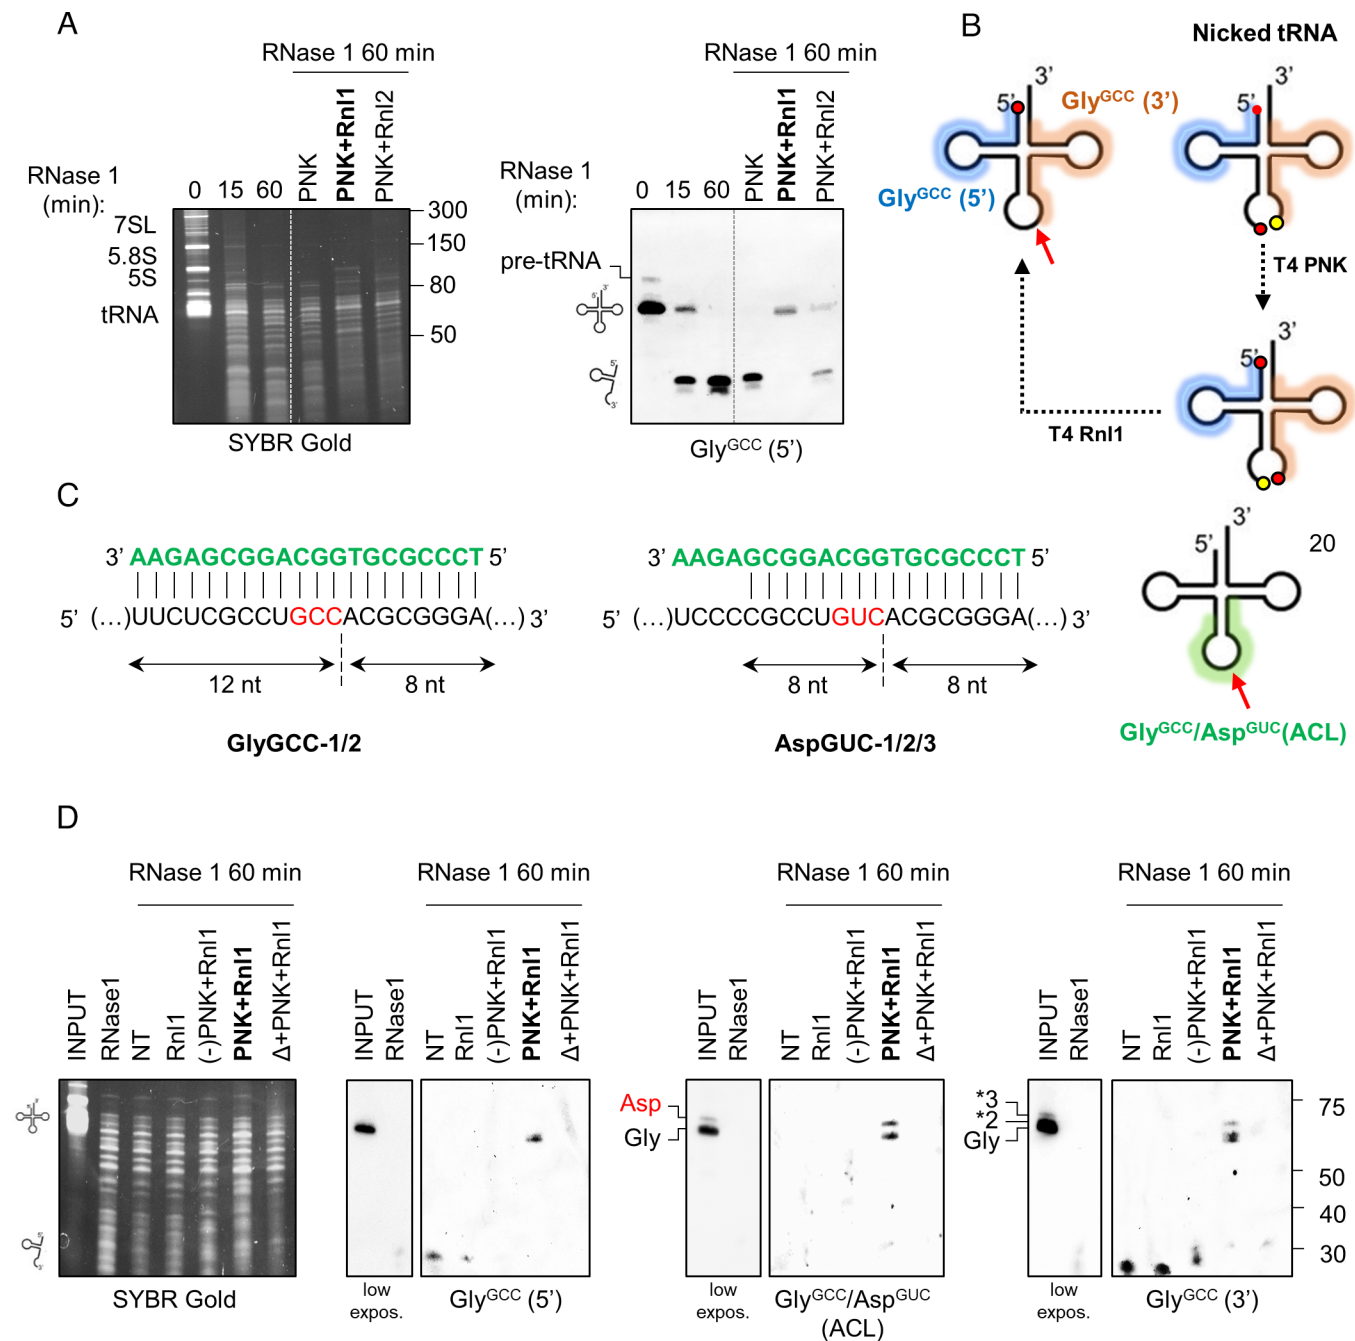 A
RNase 1 60 min
PNK
PNK+Rnl1
PNK+Rnl2
RNase 1
(min):
0 15 60
7SL
5.8S
5S
tRNA
300
150
80
50
SYBR Gold
RNase 1 60 min
PNK
PNK+Rnl1
PNK+Rnl2
RNase 1
(min):
0 15 60
pre-tRNA
5' 3'
5'
3'
GlyGCC (5')
B
Nicked tRNA
3'
5'
GlyGCC (3')
GlyGCC (5')
3'
5'
T4 PNK
3'
5'
T4 Rnl1
C
3' AAGAGCGGACGGTGCGCCCT 5'
5' (...)UUCUCGCCUGCCACGCGGGA(...) 3'
12 nt 8 nt
GlyGCC-1/2
3' AAGAGCGGACGGTGCGCCCT 5'
5' (...)UCCCCGCCUGUCACGCGGGA(...) 3'
8 nt 8 nt
AspGUC-1/2/3
3'
5'
20
GlyGCC/AspGUC(ACL)
D
RNase 1 60 min
INPUT
RNase1
NT
Rnl1
(-)PNK+Rnl1
PNK+Rnl1
Δ+PNK+Rnl1
SYBR Gold
RNase 1 60 min
INPUT
RNase1
NT
Rnl1
(-)PNK+Rnl1
PNK+Rnl1
Δ+PNK+Rnl1
low
expos.
GlyGCC (5')
RNase 1 60 min
INPUT
RNase1
NT
Rnl1
(-)PNK+Rnl1
PNK+Rnl1
Δ+PNK+Rnl1
Asp
Gly
low
expos.
GlyGCC/AspGUC
(ACL)
RNase 1 60 min
INPUT
RNase1
NT
Rnl1
(-)PNK+Rnl1
PNK+Rnl1
Δ+PNK+Rnl1
*3
*2
Gly
75
50
40
30
low
expos.
GlyGCC (3')